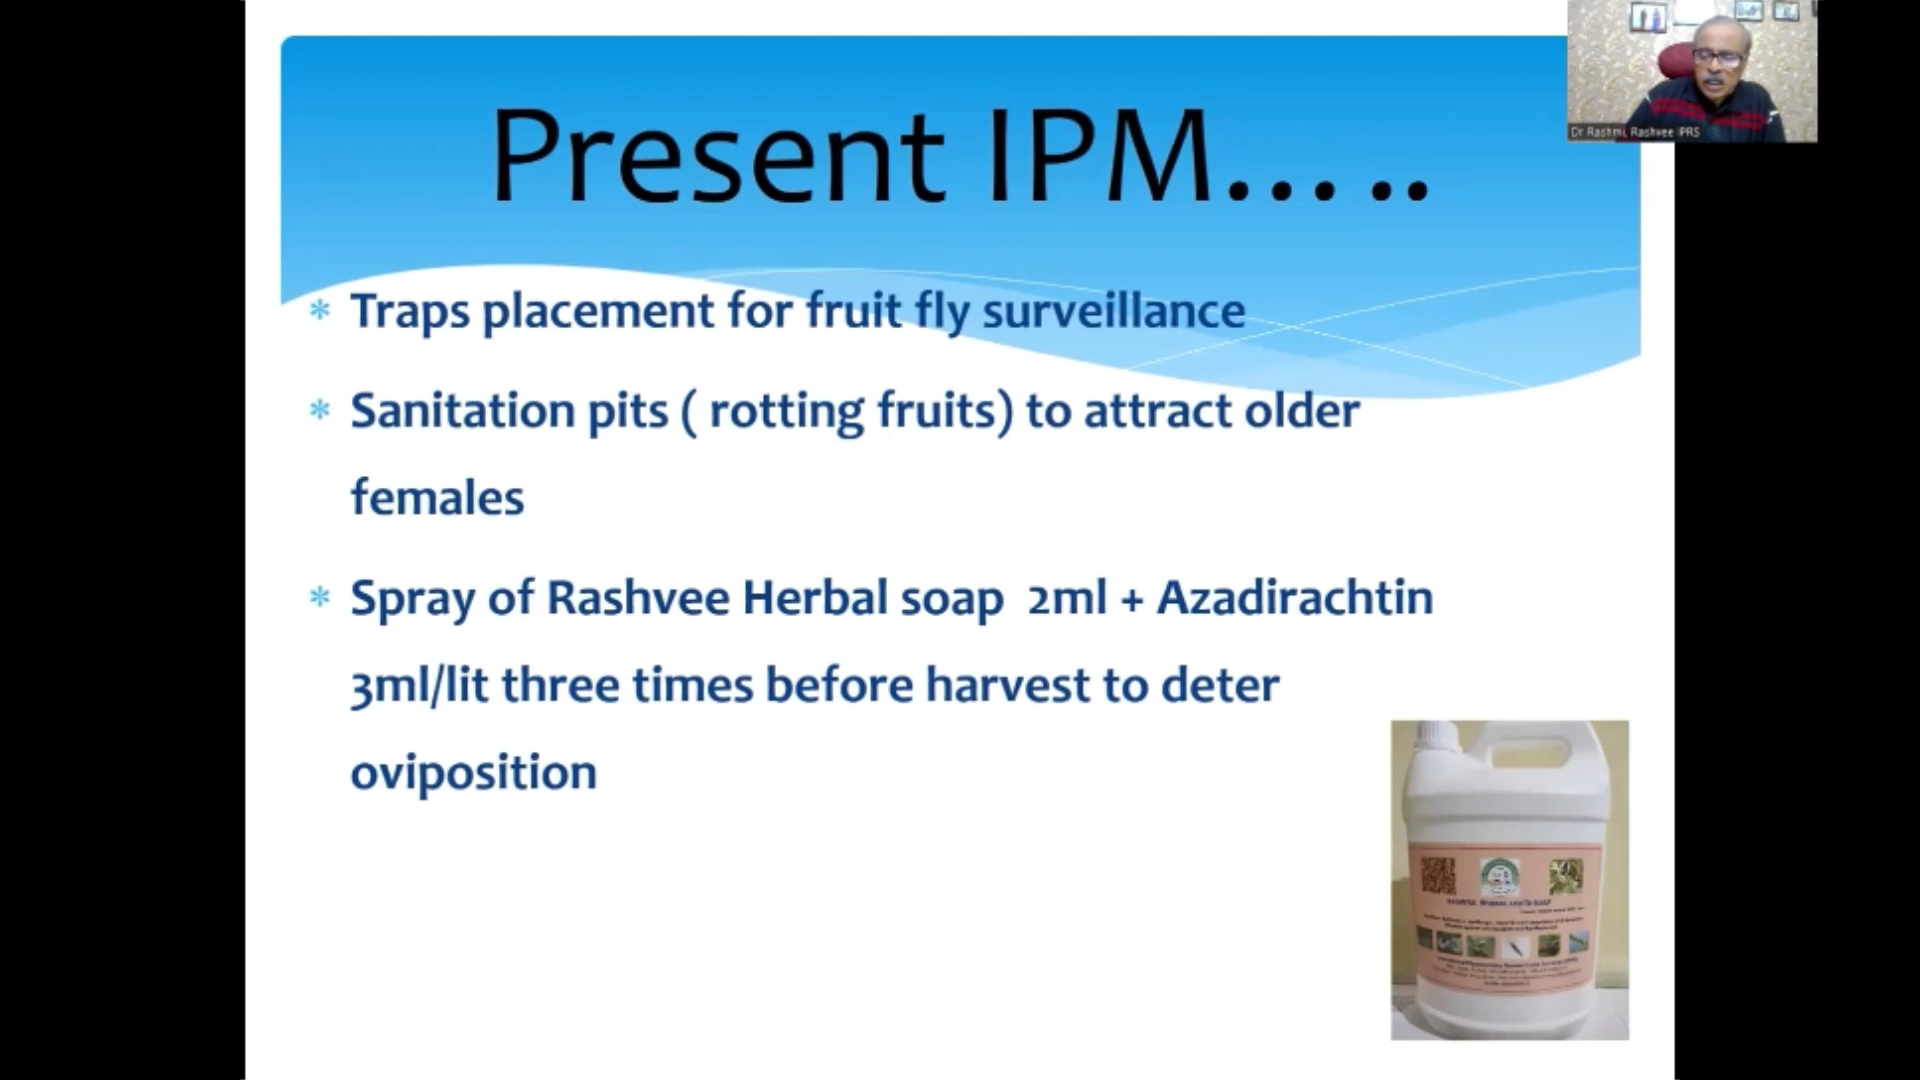 Present IPM.....
Dr Rashmi, Rashvee IPRS
* Traps placement for fruit fly surveillance
* Sanitation pits ( rotting fruits) to attract older
females
* Spray of Rashvee Herbal soap 2ml + Azadirachtin
3ml/lit three times before harvest to deter
oviposition